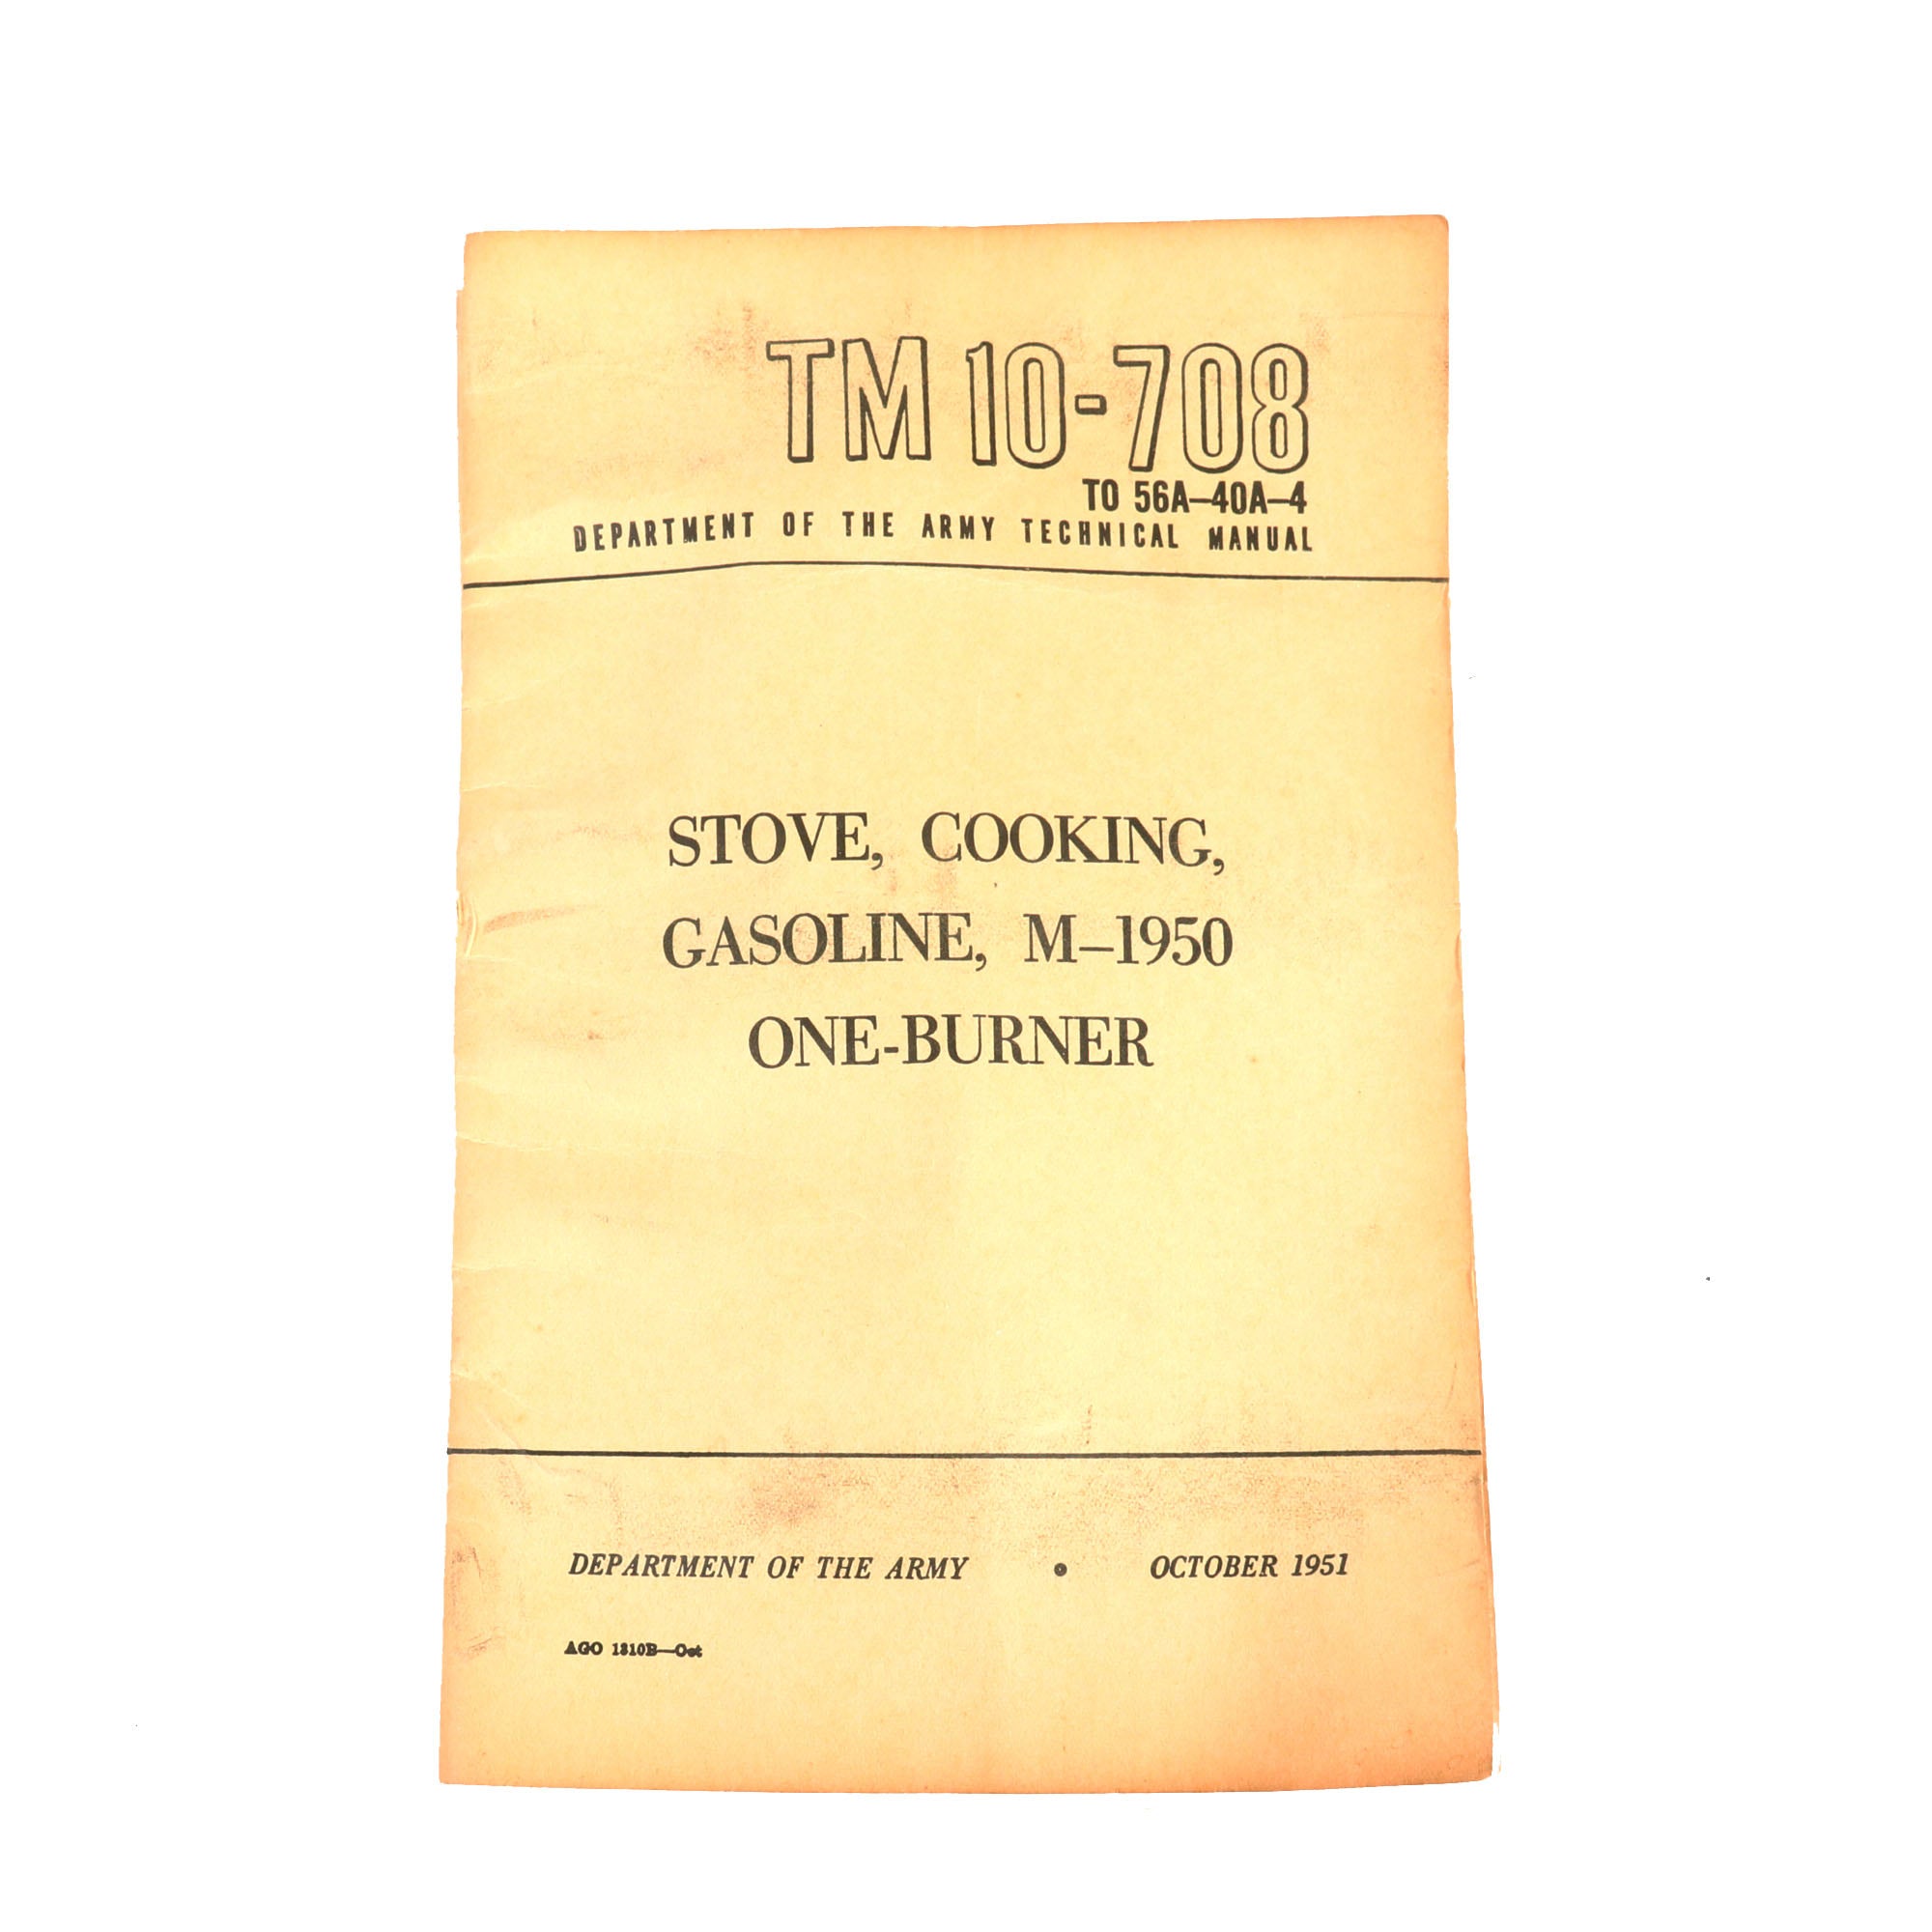 TM 10-708
TO 56A—40A—4
DEPARTMENT OF THE ARMY TECHNICAL MANUAL
STOVE, COOKING,
GASOLINE, M—1950
ONE-BURNER
DEPARTMENT OF THE ARMY • OCTOBER 1951
AGO 1310B—Oct